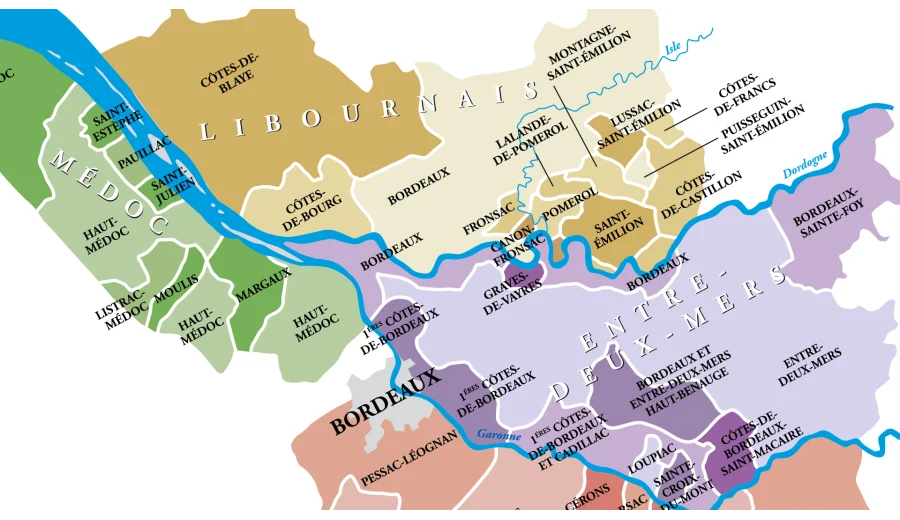 OC
CÔTES-DE-
BLAYE
LIBOURNAIS
MONTAGNE-
SAINT-ÉMILION
Isle
SAINT-
ESTÈPHE
PAUILLAC
SAINT-
JULIEN
MÉDOC
LALANDE-
DE-POMEROL
LUSSAC-
SAINT-ÉMILION
CÔTES-
DE-FRANCS
PUISSEGUIN-
SAINT-ÉMILION
Dordogne
HAUT-
MÉDOC
CÔTES-
DE-BOURG
BORDEAUX
FRONSAC
POMEROL
CÔTES-
DE-CASTILLON
SAINT-
ÉMILION
CANON-
FRONSAC
BORDEAUX-
SAINTE-FOY
BORDEAUX
BORDEAUX
GRAVES-
DE-VAYRES
LISTRAC-
MÉDOC
MOULIS
MARGAUX
HAUT-
MÉDOC
HAUT-
MÉDOC
1ÈRES CÔTES-
DE-BORDEAUX
ENTRE-
DEUX-MERS
BORDEAUX
1ÈRES CÔTES-
DE-BORDEAUX
BORDEAUX ET
ENTRE-DEUX-MERS
HAUT-BENAUGE
ENTRE-
DEUX-MERS
Garonne
1ÈRES CÔTES-
DE-BORDEAUX
ET CADILLAC
CÔTES-DE-
BORDEAUX-
SAINT-MACAIRE
PESSAC-LÉOGNAN
LOUPIAC
SAINTE-
CROIX-
DU-MONT
CÉRONS
RSAC